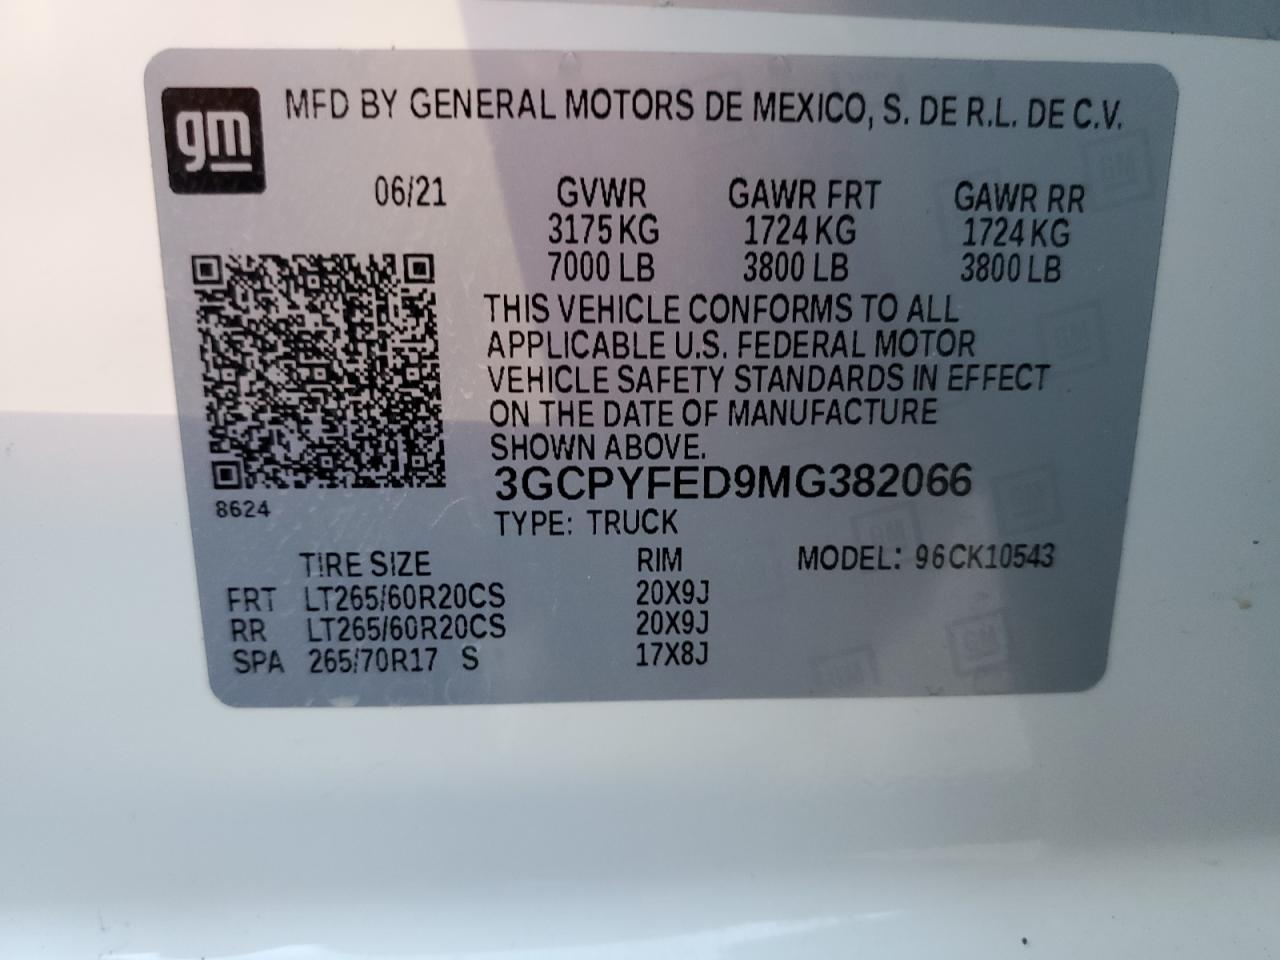 gm
MFD BY GENERAL MOTORS DE MEXICO, S. DE R.L. DE C.V.
06/21 GVWR GAWR FRT GAWR RR
3175 KG 1724 KG 1724 KG
7000 LB 3800 LB 3800 LB
THIS VEHICLE CONFORMS TO ALL
APPLICABLE U.S. FEDERAL MOTOR
VEHICLE SAFETY STANDARDS IN EFFECT
ON THE DATE OF MANUFACTURE
SHOWN ABOVE.
3GCPYFED9MG382066
8624
TYPE: TRUCK
TIRE SIZE RIM MODEL: 96CK10543
FRT LT265/60R20CS 20X9J
RR LT265/60R20CS 20X9J
SPA 265/70R17 S 17X8J